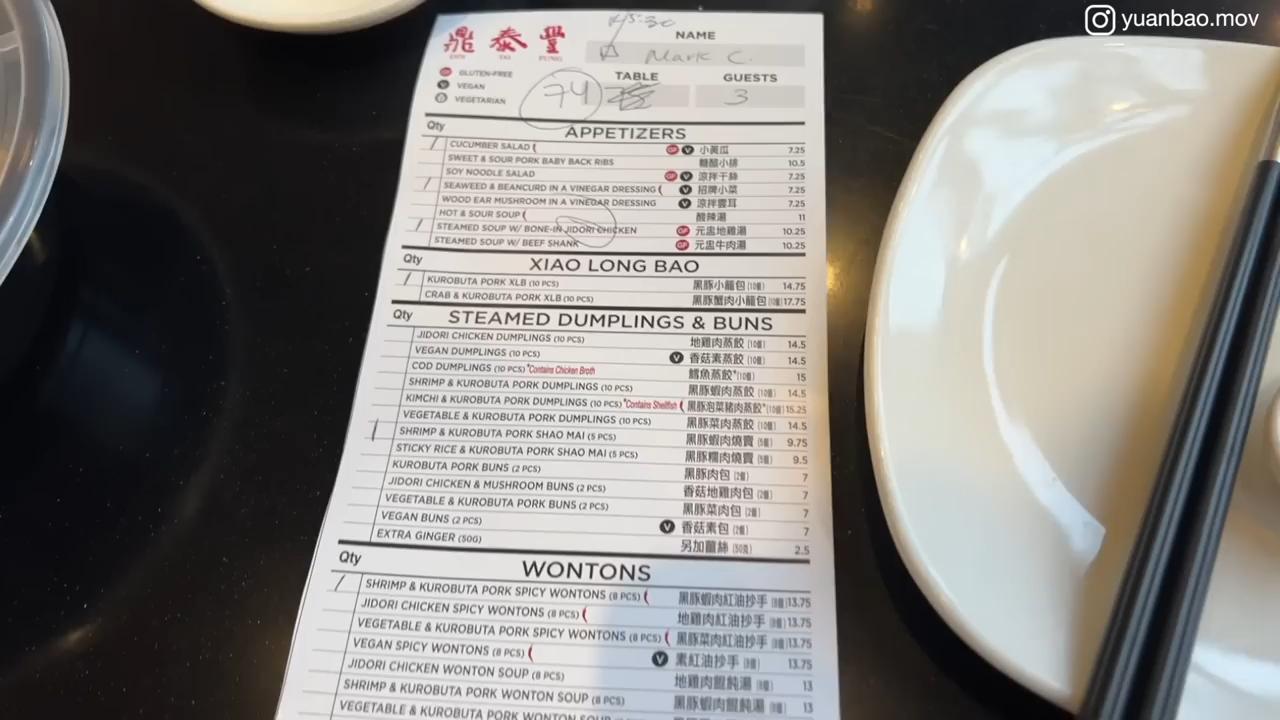 yuanbao.mov
鼎泰豐
DIN TAI FUNG
NAME
Mark C.
GF GLUTEN-FREE
V VEGAN
VEGETARIAN
TABLE
74
GUESTS
3
Qty APPETIZERS
CUCUMBER SALAD GF V 小黃瓜 7.25
SWEET & SOUR PORK BABY BACK RIBS 糖醋小排 10.5
SOY NOODLE SALAD GF V 涼拌干絲 7.25
SEAWEED & BEANCURD IN A VINEGAR DRESSING V 招牌小菜 7.25
WOOD EAR MUSHROOM IN A VINEGAR DRESSING V 涼拌雲耳 7.25
HOT & SOUR SOUP 酸辣湯 11
STEAMED SOUP W/ BONE-IN JIDORI CHICKEN GF 元盅地雞湯 10.25
STEAMED SOUP W/ BEEF SHANK GF 元盅牛肉湯 10.25
Qty XIAO LONG BAO
KUROBUTA PORK XLB (10 PCS) 黑豚小籠包 (10個) 14.75
CRAB & KUROBUTA PORK XLB (10 PCS) 黑豚蟹肉小籠包 (10個) 17.75
Qty STEAMED DUMPLINGS & BUNS
JIDORI CHICKEN DUMPLINGS (10 PCS) 地雞肉蒸餃 (10個) 14.5
VEGAN DUMPLINGS (10 PCS) V 香菇素蒸餃 (10個) 14.5
COD DUMPLINGS (10 PCS) *Contains Chicken Broth 鱈魚蒸餃* (10個) 15
SHRIMP & KUROBUTA PORK DUMPLINGS (10 PCS) 黑豚蝦肉蒸餃 (10個) 14.5
KIMCHI & KUROBUTA PORK DUMPLINGS (10 PCS) *Contains Shellfish 黑豚泡菜豬肉蒸餃* (10個) 15.25
VEGETABLE & KUROBUTA PORK DUMPLINGS (10 PCS) 黑豚菜肉蒸餃 (10個) 14.5
SHRIMP & KUROBUTA PORK SHAO MAI (5 PCS) 黑豚蝦肉燒賣 (5個) 9.75
STICKY RICE & KUROBUTA PORK SHAO MAI (5 PCS) 黑豚糯肉燒賣 (5個) 9.5
KUROBUTA PORK BUNS (2 PCS) 黑豚肉包 (2個) 7
JIDORI CHICKEN & MUSHROOM BUNS (2 PCS) 香菇地雞肉包 (2個) 7
VEGETABLE & KUROBUTA PORK BUNS (2 PCS) 黑豚菜肉包 (2個) 7
VEGAN BUNS (2 PCS) V 香菇素包 (2個) 7
EXTRA GINGER (50G) 另加薑絲 (50克) 2.5
Qty WONTONS
SHRIMP & KUROBUTA PORK SPICY WONTONS (8 PCS) 黑豚蝦肉紅油抄手 (8個) 13.75
JIDORI CHICKEN SPICY WONTONS (8 PCS) 地雞肉紅油抄手 (8個) 13.75
VEGETABLE & KUROBUTA PORK SPICY WONTONS (8 PCS) 黑豚菜肉紅油抄手 (8個) 13.75
VEGAN SPICY WONTONS (8 PCS) V 素紅油抄手 (8個) 13.75
JIDORI CHICKEN WONTON SOUP (8 PCS) 地雞肉餛飩湯 (8個) 13
SHRIMP & KUROBUTA PORK WONTON SOUP (8 PCS) 黑豚蝦肉餛飩湯 (8個) 13
VEGETABLE & KUROBUTA PORK WONTON SOUP